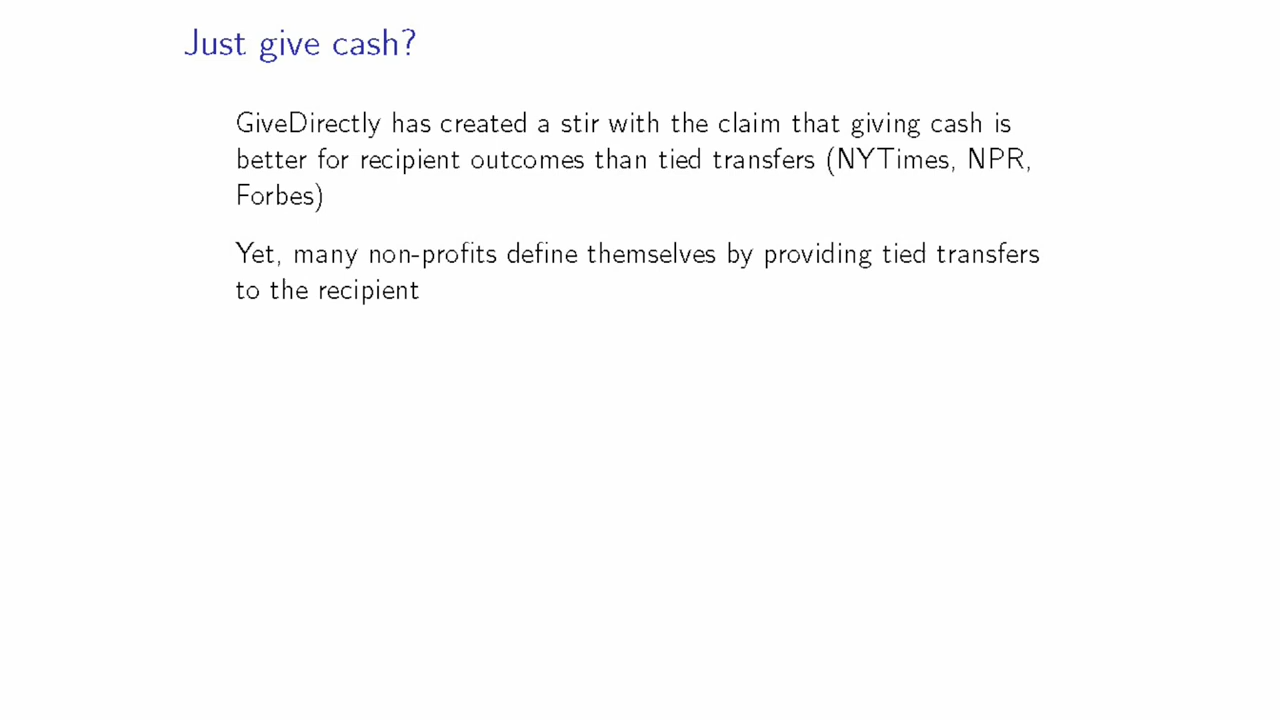 Just give cash?
GiveDirectly has created a stir with the claim that giving cash is
better for recipient outcomes than tied transfers (NYTimes, NPR,
Forbes)
Yet, many non-profits define themselves by providing tied transfers
to the recipient